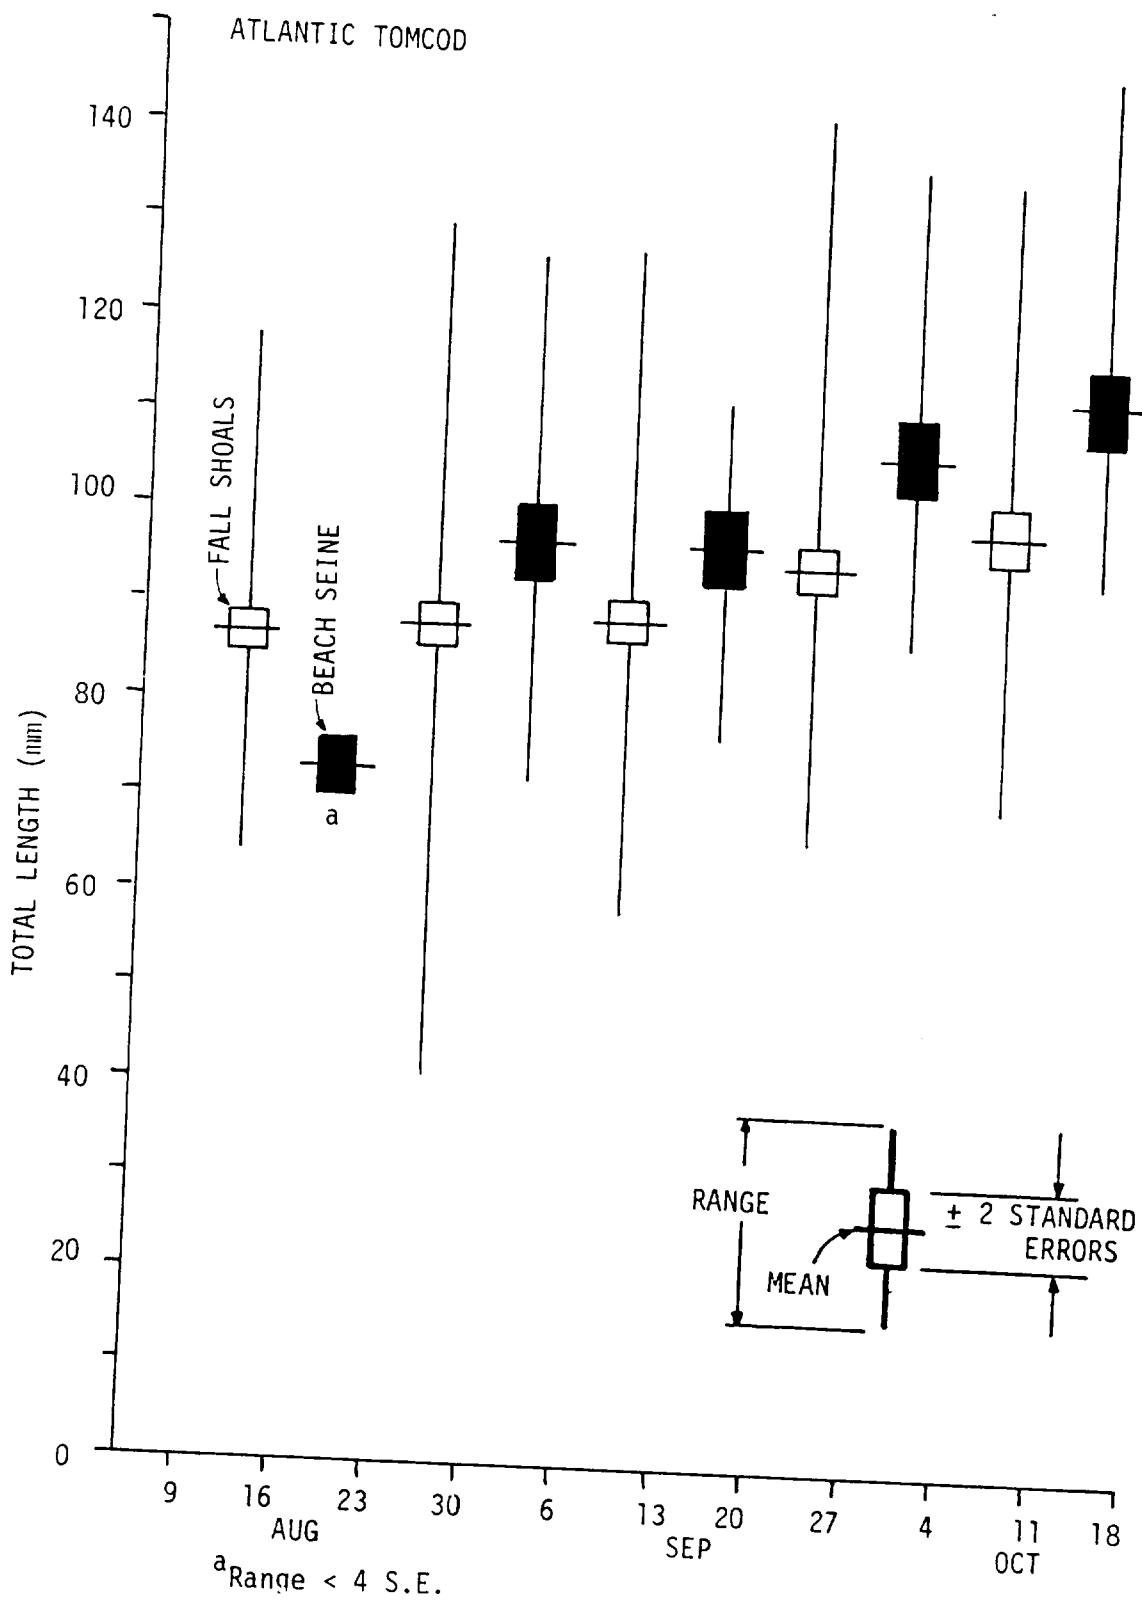 ATLANTIC TOMCOD
140
120
100
80
60
40
20
0
TOTAL LENGTH (mm)
FALL SHOALS
BEACH SEINE
a
RANGE
MEAN
± 2 STANDARD
ERRORS
9 16 23 30 6 13 20 27 4 11 18
AUG SEP OCT
aRange < 4 S.E.